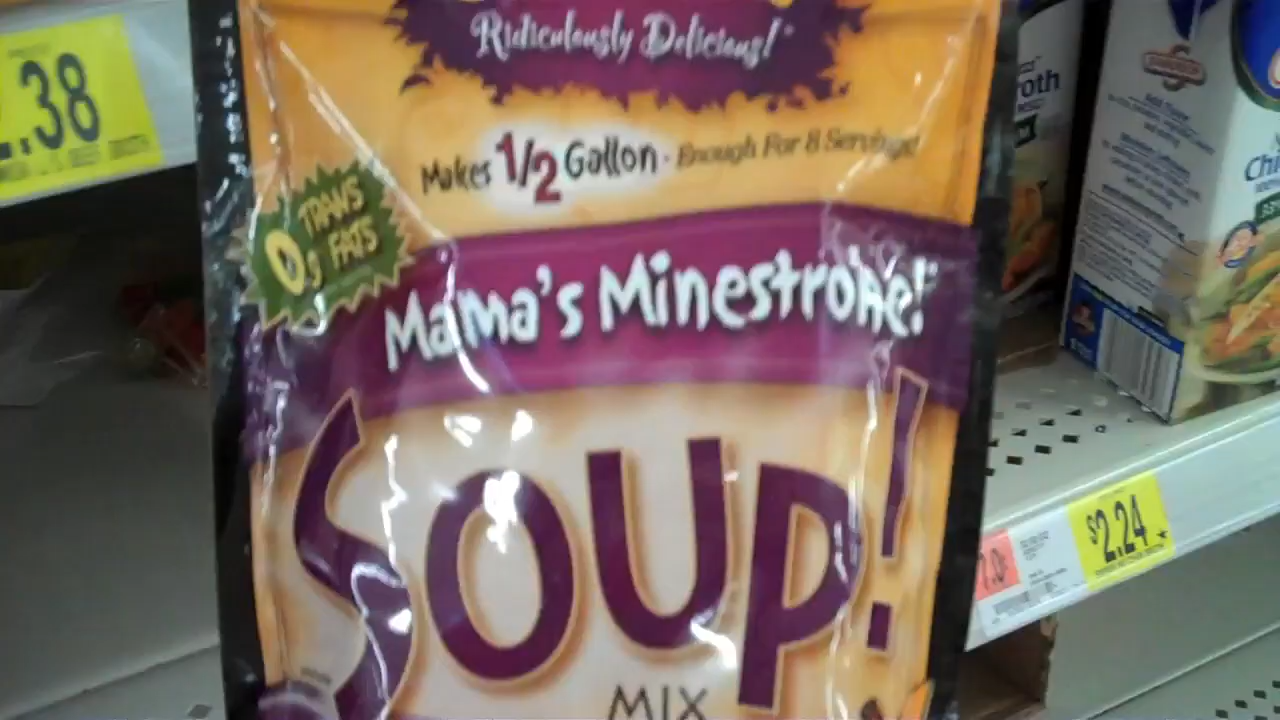 Ridiculously Delicious!
Makes 1/2 Gallon - Enough For 8 Servings!
TRANS
0g FATS
Mama's Minestrone!
SOUP!
MIX
.38
roth
Chi
$2.24